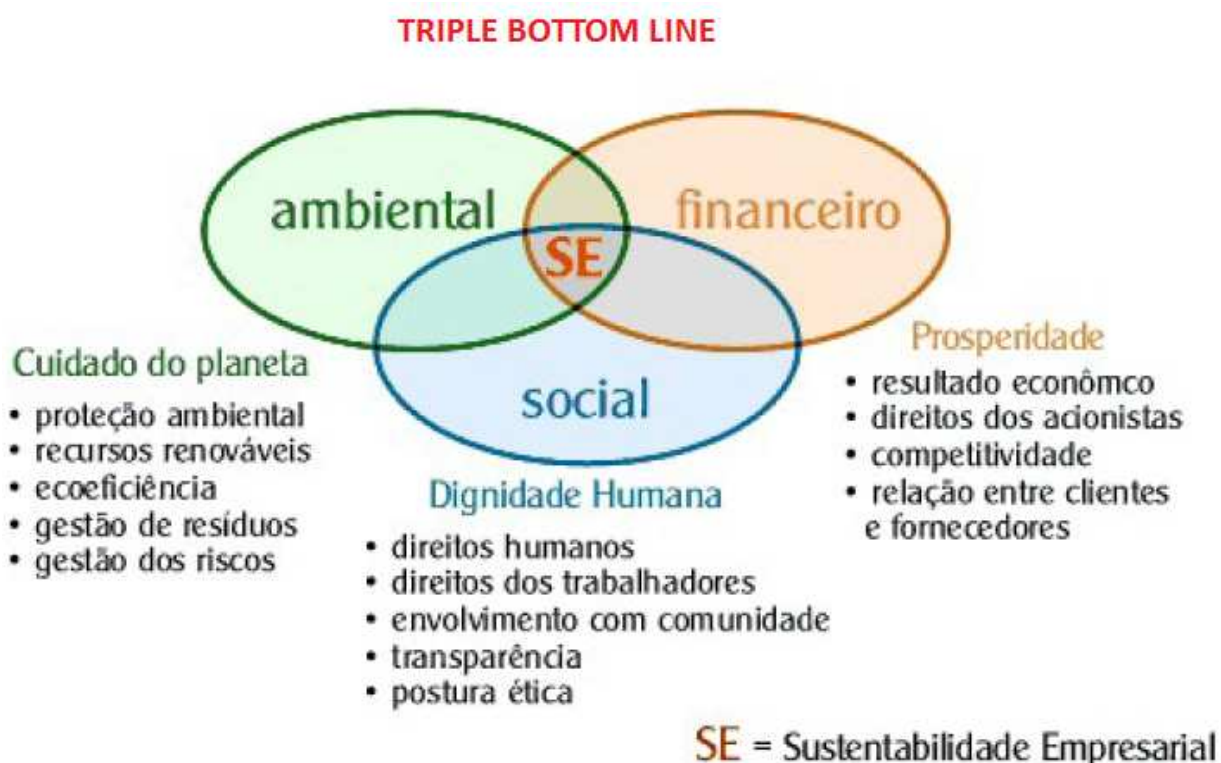 TRIPLE BOTTOM LINE
ambiental
financeiro
SE
social
Cuidado do planeta
• proteção ambiental
• recursos renováveis
• ecoeficiência
• gestão de resíduos
• gestão dos riscos
Dignidade Humana
• direitos humanos
• direitos dos trabalhadores
• envolvimento com comunidade
• transparência
• postura ética
Prosperidade
• resultado econômco
• direitos dos acionistas
• competitividade
• relação entre clientes
e fornecedores
SE = Sustentabilidade Empresarial